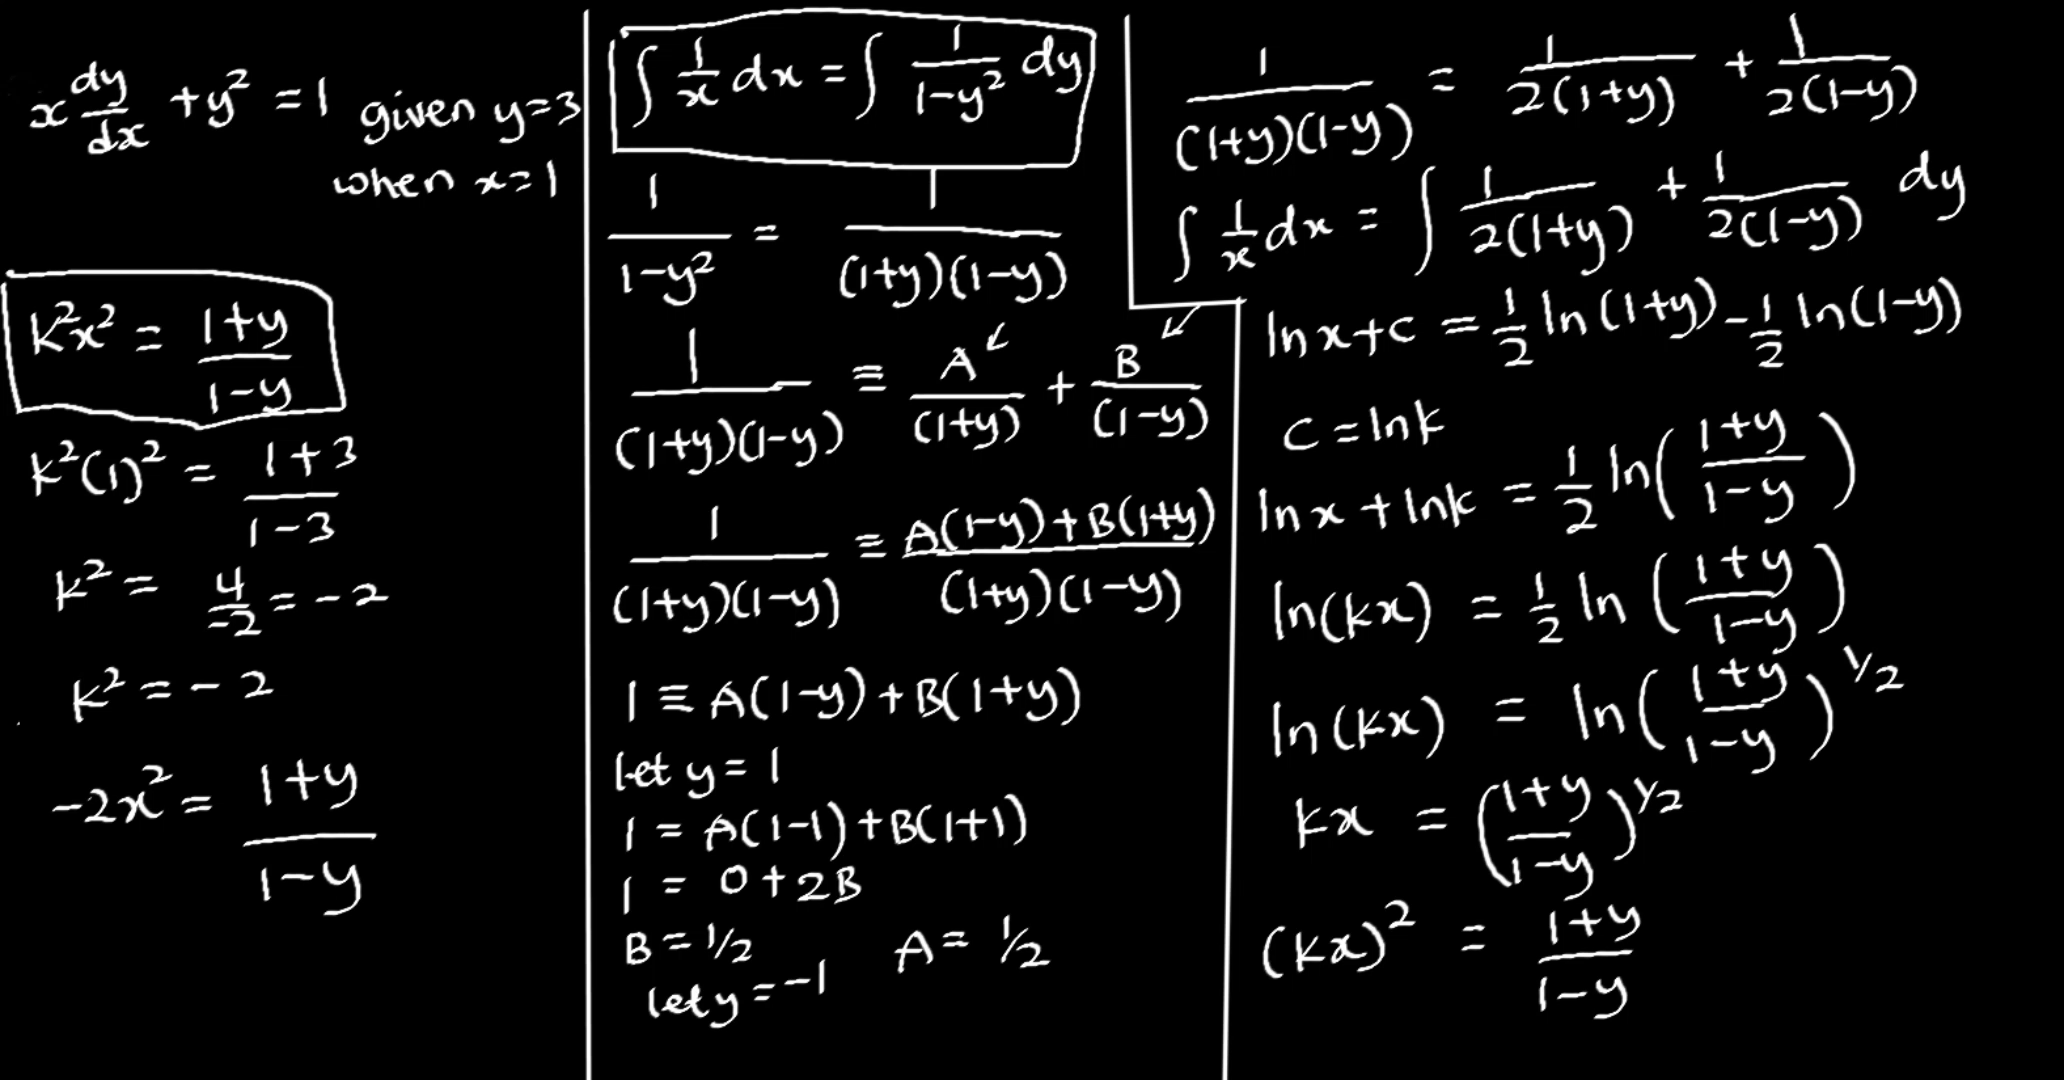 x dy/dx + y² = 1 given y=3
when x=1
k²x² = (1+y)/(1-y)
k²(1)² = (1+3)/(1-3)
k² = 4/-2 = -2
k² = -2
-2x² = (1+y)/(1-y)
∫ 1/x dx = ∫ 1/(1-y²) dy
1/(1-y²) = 1/((1+y)(1-y))
1/((1+y)(1-y)) ≡ A/(1+y) + B/(1-y)
1/((1+y)(1-y)) ≡ (A(1-y)+B(1+y))/((1+y)(1-y))
1 ≡ A(1-y)+B(1+y)
let y = 1
1 = A(1-1)+B(1+1)
1 = 0+2B
B = 1/2 A = 1/2
let y = -1
1/((1+y)(1-y)) = 1/(2(1+y)) + 1/(2(1-y))
∫ 1/x dx = ∫ 1/(2(1+y)) + 1/(2(1-y)) dy
ln x+c = 1/2 ln(1+y) - 1/2 ln(1-y)
c = ln k
ln x + ln k = 1/2 ln((1+y)/(1-y))
ln(kx) = 1/2 ln((1+y)/(1-y))
ln(kx) = ln((1+y)/(1-y))^1/2
kx = ((1+y)/(1-y))^1/2
(kx)² = (1+y)/(1-y)